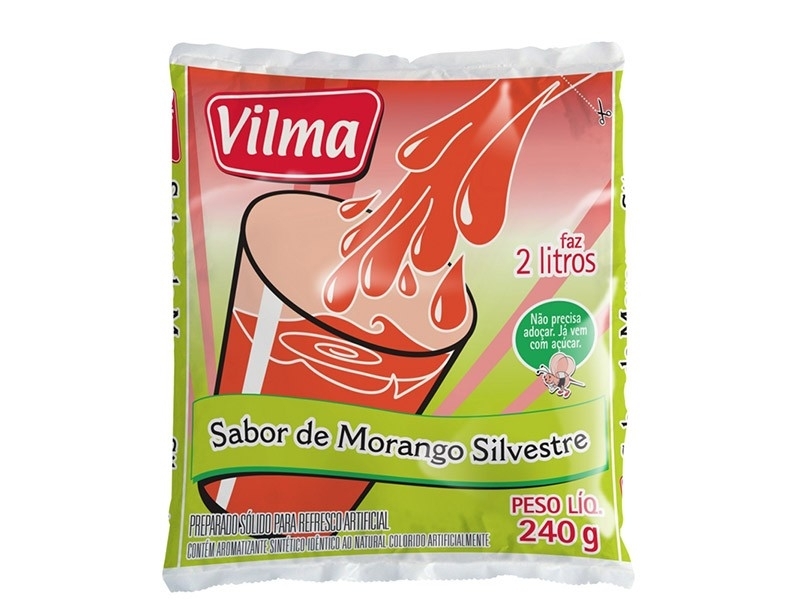 Vilma
faz
2 litros
Não precisa
adoçar. Já vem
com açúcar.
Sabor de Morango Silvestre
PESO LÍQ.
240 g
PREPARADO SÓLIDO PARA REFRESCO ARTIFICIAL
CONTÉM AROMATIZANTE SINTÉTICO IDÊNTICO AO NATURAL COLORIDO ARTIFICIALMENTE